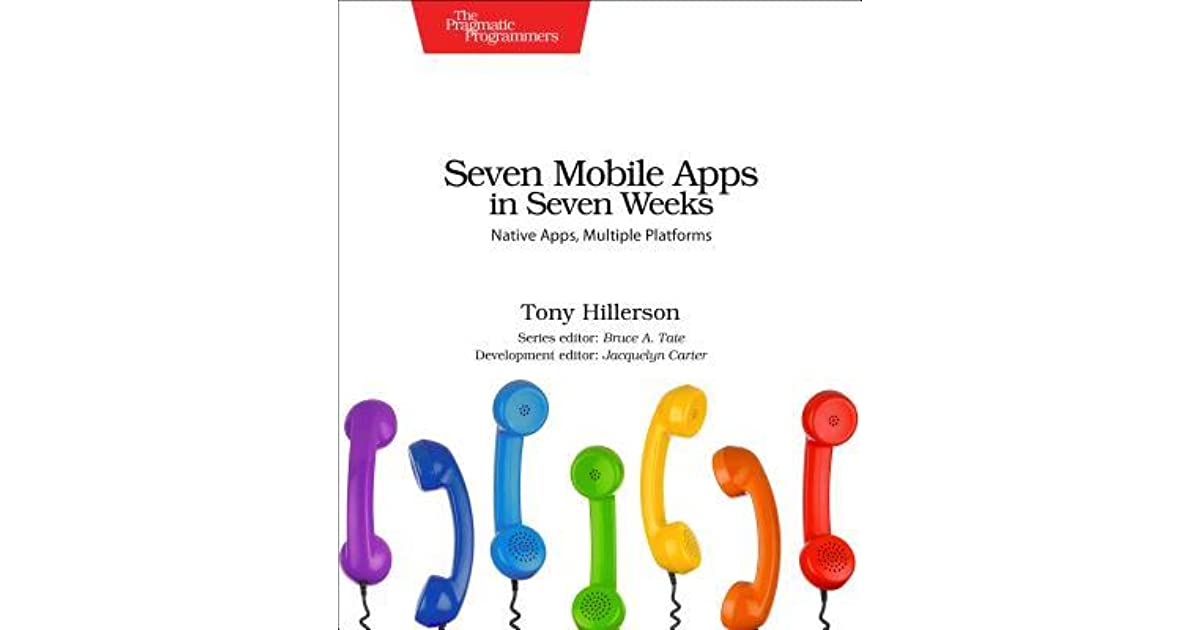 The
Pragmatic
Programmers
Seven Mobile Apps
in Seven Weeks
Native Apps, Multiple Platforms
Tony Hillerson
Series editor: Bruce A. Tate
Development editor: Jacquelyn Carter